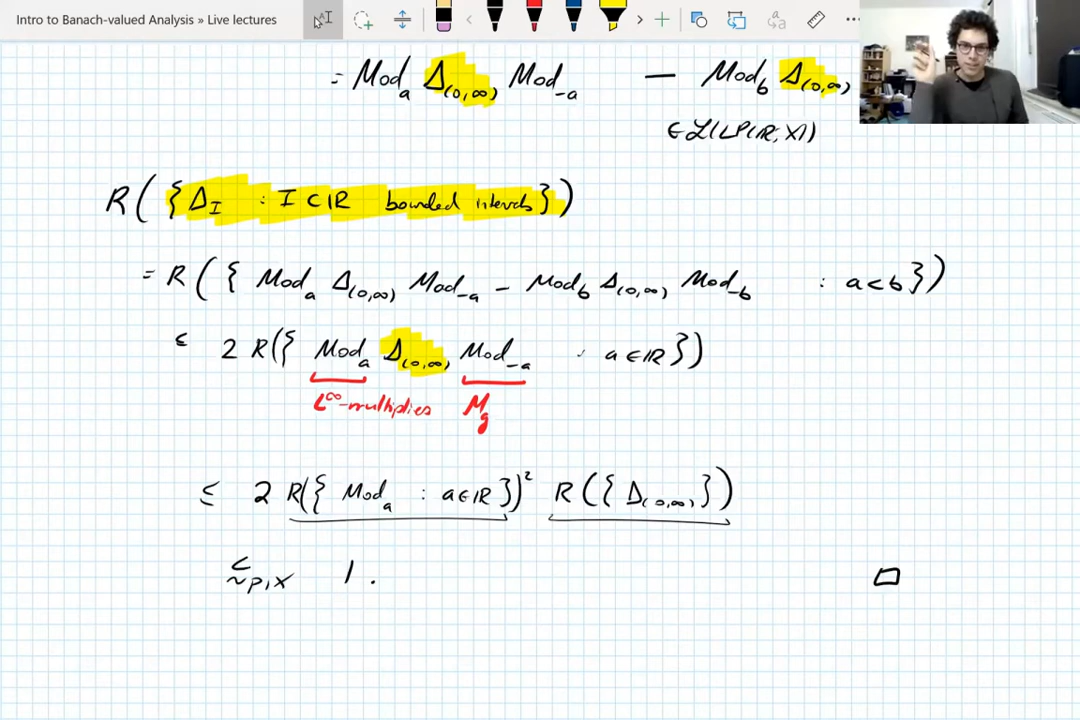 Intro to Banach-valued Analysis » Live lectures
= Mod_a Δ_(0,∞) Mod_-a — Mod_b Δ_(0,∞)
∈ ℒ(L^p(ℝ; X))
R({Δ_I : I ⊂ ℝ bounded intervals})
= R({ Mod_a Δ_(0,∞) Mod_-a - Mod_b Δ_(0,∞) Mod_-b : a<b})
≤ 2 R({ Mod_a Δ_(0,∞) Mod_-a : a∈ℝ})
L^∞-multiplies M_g
≤ 2 R({ Mod_a : a∈ℝ})^2 R({Δ_(0,∞)})
≲_p,X 1. □